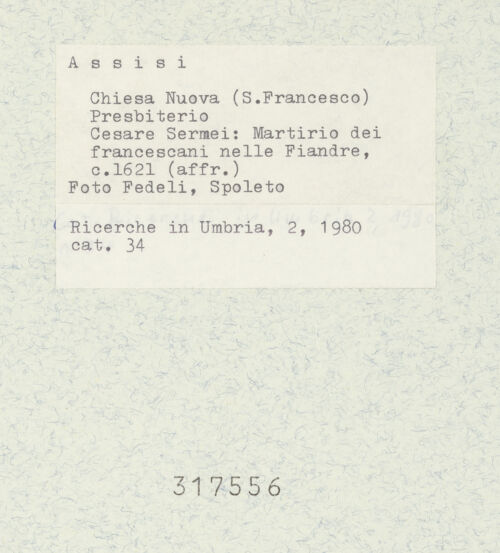 A s s i s i
Chiesa Nuova (S.Francesco)
Presbiterio
Cesare Sermei: Martirio dei
francescani nelle Fiandre,
c.1621 (affr.)
Foto Fedeli, Spoleto
Ricerche in Umbria, 2, 1980
cat. 34
317556